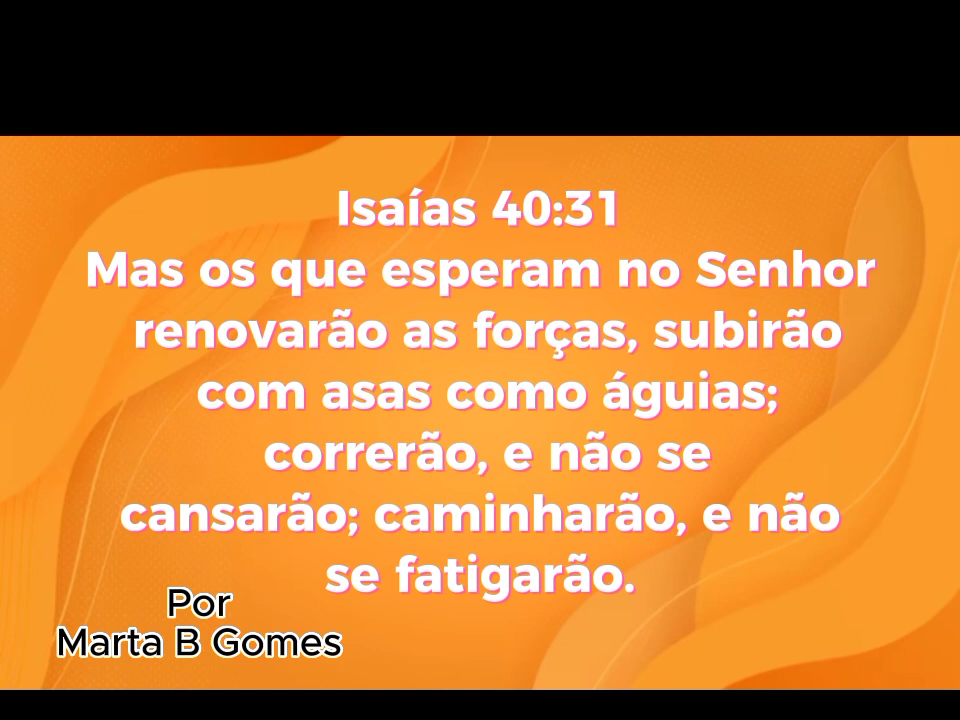 Isaías 40:31
Mas os que esperam no Senhor
renovarão as forças, subirão
com asas como águias;
correrão, e não se
cansarão; caminharão, e não
se fatigarão.
Por
Marta B Gomes